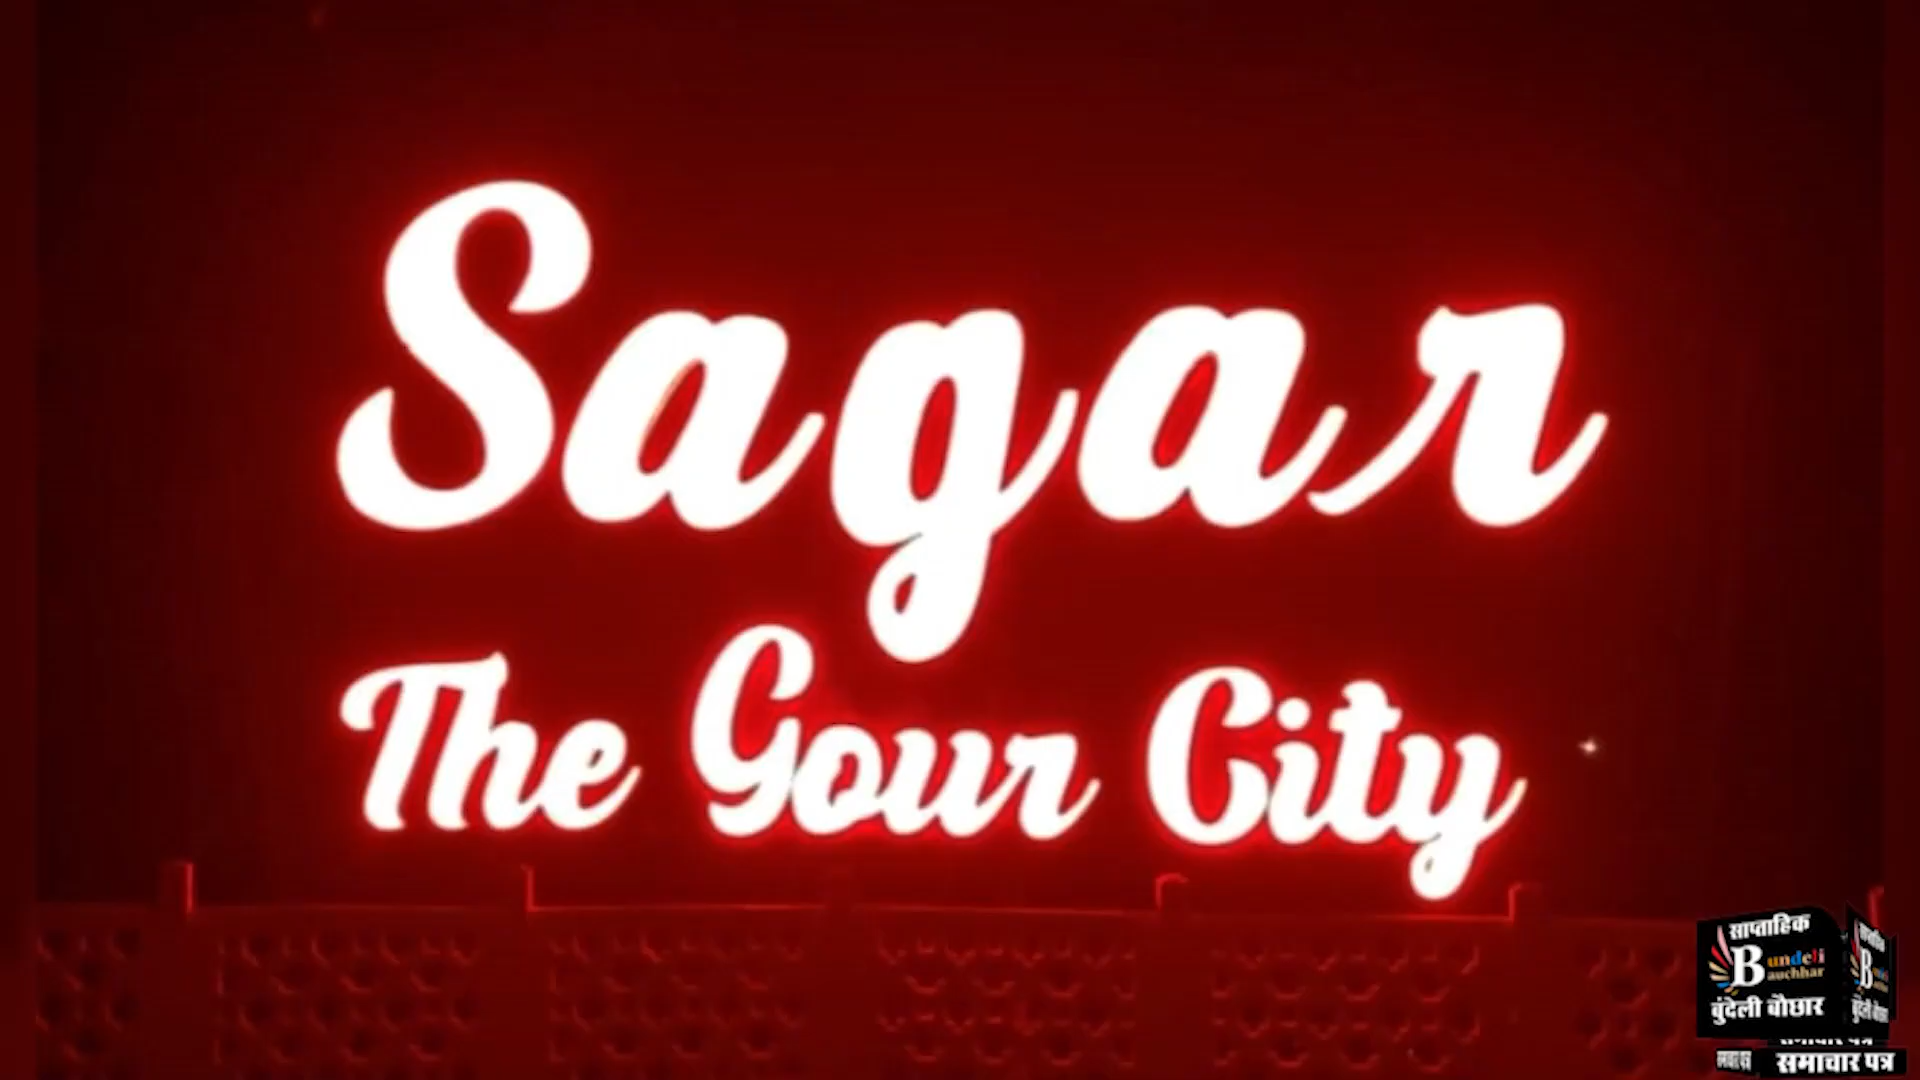 Sagar
The Gour City
साप्ताहिक
Bundeli
Bauchhar
बुंदेली बौछार
समाचार पत्र